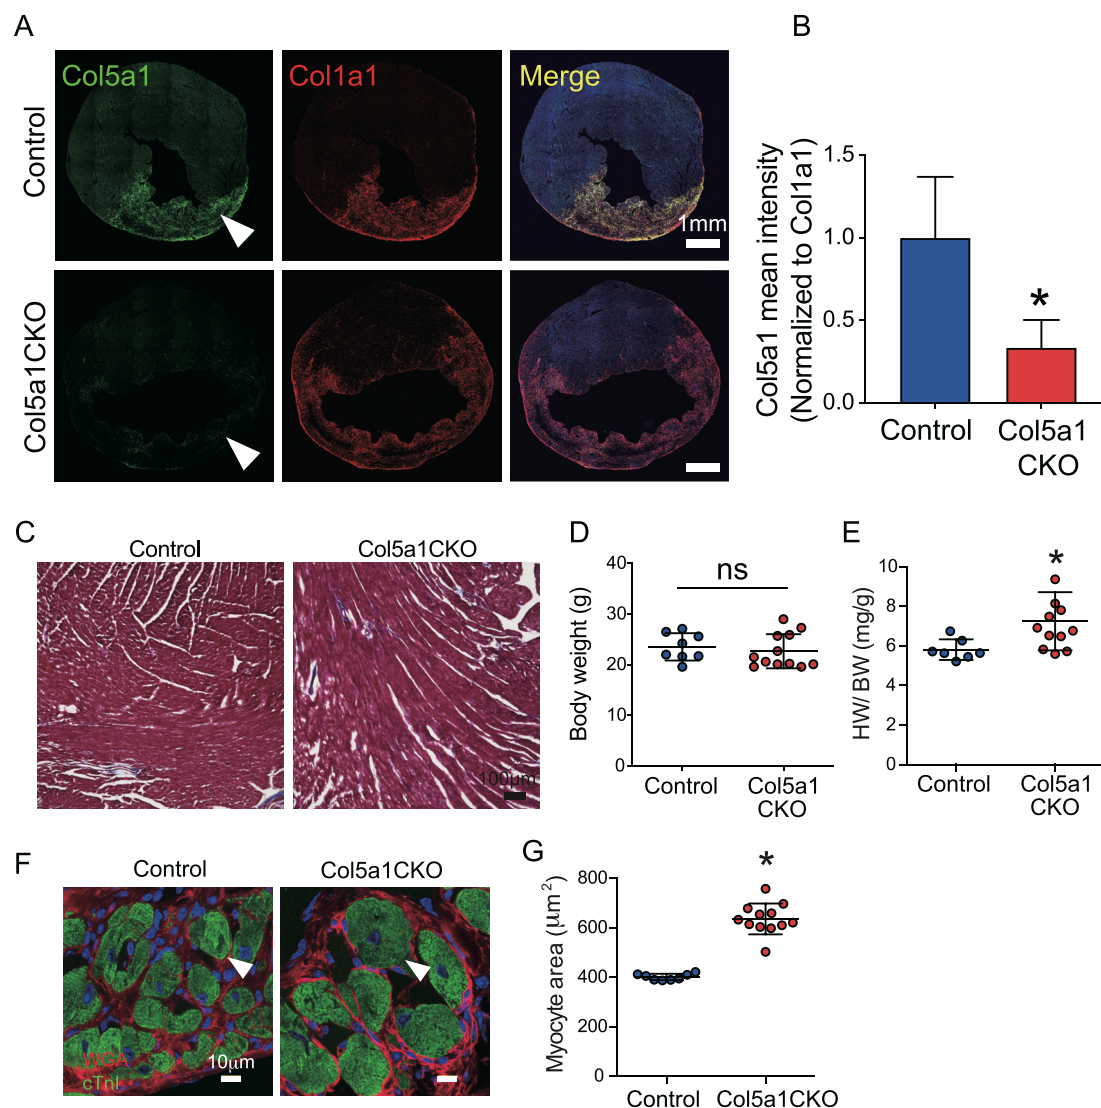 A
Col5a1
Col1a1
Merge
Control
1mm
Col5a1CKO
B
Col5a1 mean intensity
(Normalized to Col1a1)
1.5
1.0
0.5
0.0
*
Control
Col5a1
CKO
C
Control
Col5a1CKO
100μm
D
Body weight (g)
40
30
20
10
0
ns
Control
Col5a1
CKO
E
HW/ BW (mg/g)
10
8
6
4
2
0
*
Control
Col5a1
CKO
F
Control
Col5a1CKO
WGA
cTnI
10μm
G
Myocyte area (μm²)
800
600
400
200
0
*
Control
Col5a1CKO